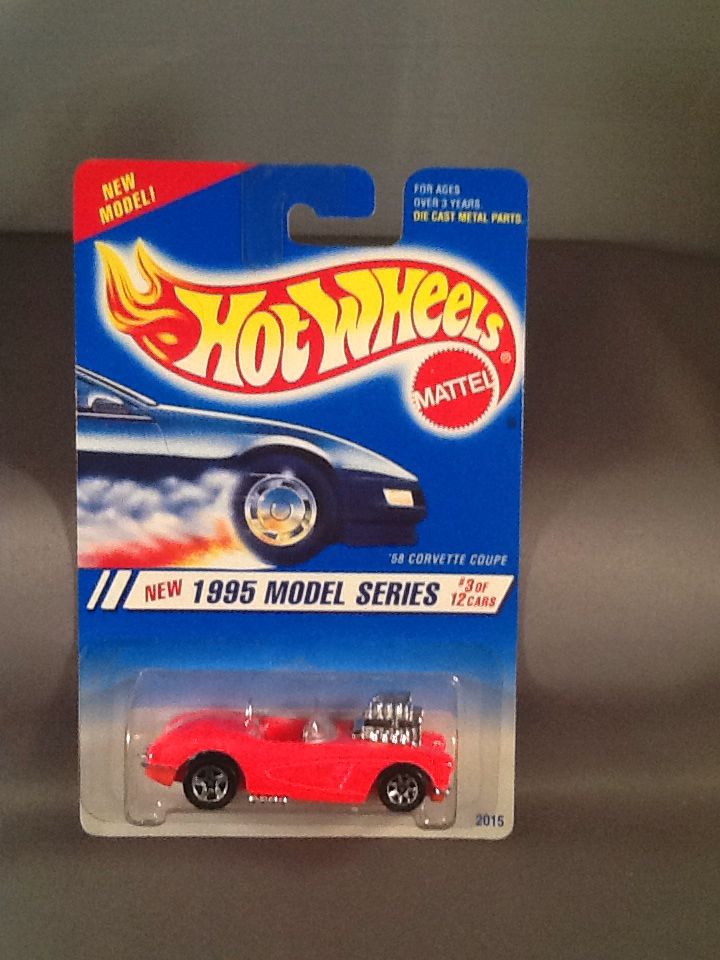 NEW
MODEL!
FOR AGES
OVER 3 YEARS.
DIE CAST METAL PARTS.
HOT WHEELS®
MATTEL
'58 CORVETTE COUPE
NEW 1995 MODEL SERIES
#3 OF
12 CARS
2015